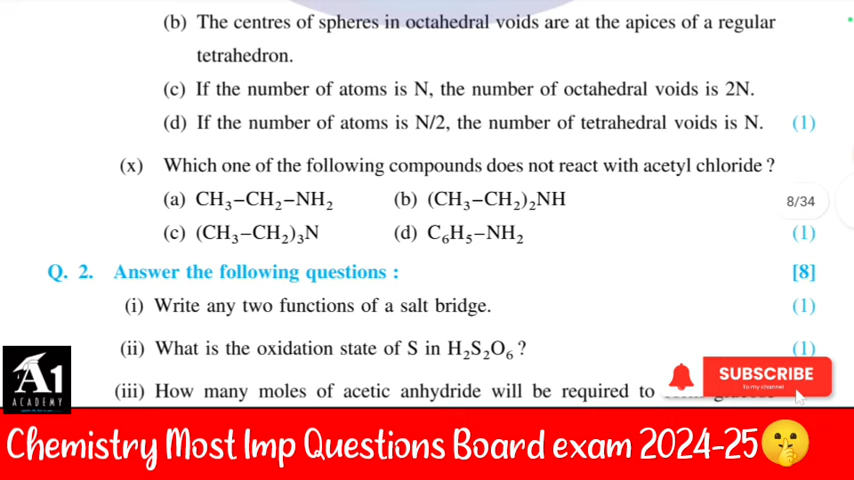 (b) The centres of spheres in octahedral voids are at the apices of a regular
tetrahedron.
(c) If the number of atoms is N, the number of octahedral voids is 2N.
(d) If the number of atoms is N/2, the number of tetrahedral voids is N. (1)
(x) Which one of the following compounds does not react with acetyl chloride ?
(a) CH₃−CH₂−NH₂ (b) (CH₃−CH₂)₂NH
8/34
(c) (CH₃−CH₂)₃N (d) C₆H₅−NH₂ (1)
Q. 2. Answer the following questions : [8]
(i) Write any two functions of a salt bridge. (1)
(ii) What is the oxidation state of S in H₂S₂O₆ ? (1)
(iii) How many moles of acetic anhydride will be required to
A1
ACADEMY
SUBSCRIBE
To my channel
Chemistry Most Imp Questions Board exam 2024-25🤫